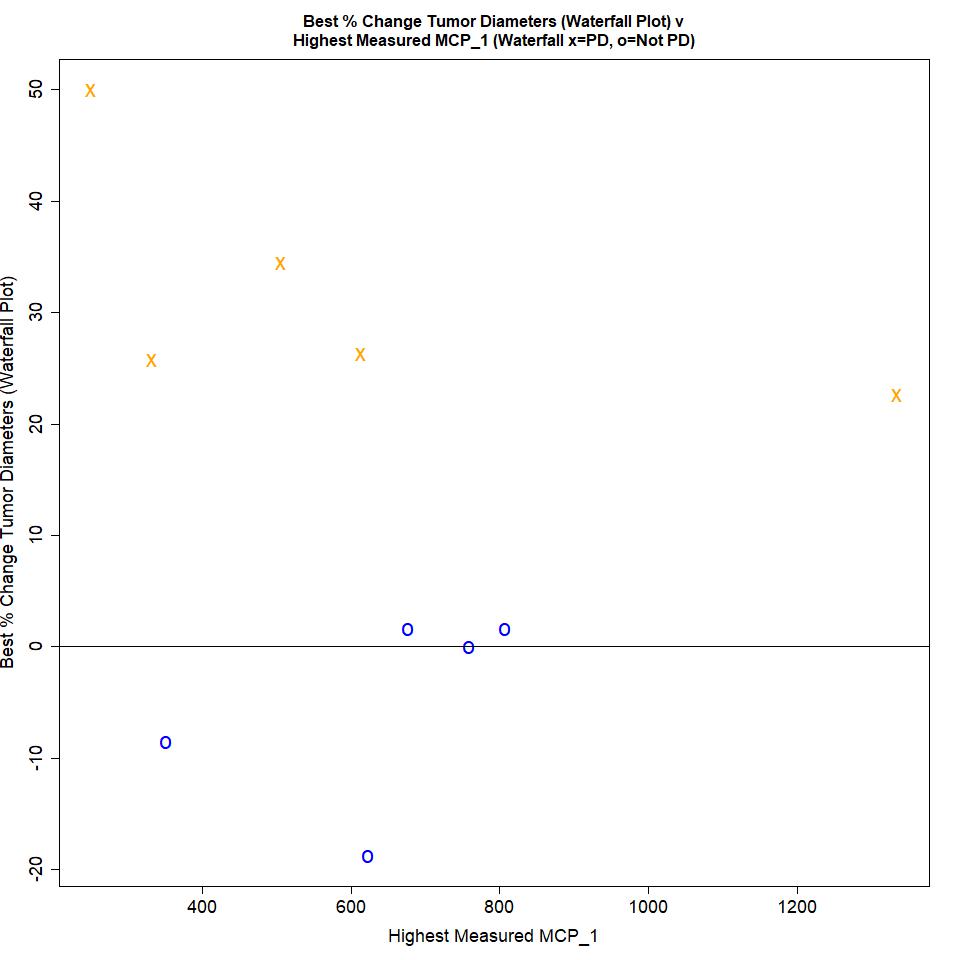 Best % Change Tumor Diameters (Waterfall Plot) v
Highest Measured MCP_1 (Waterfall x=PD, o=Not PD)
Best % Change Tumor Diameters (Waterfall Plot)
50
40
30
20
10
0
-10
-20
X
X
X
X
X
O
O
O
O
O
400
600
800
1000
1200
Highest Measured MCP_1